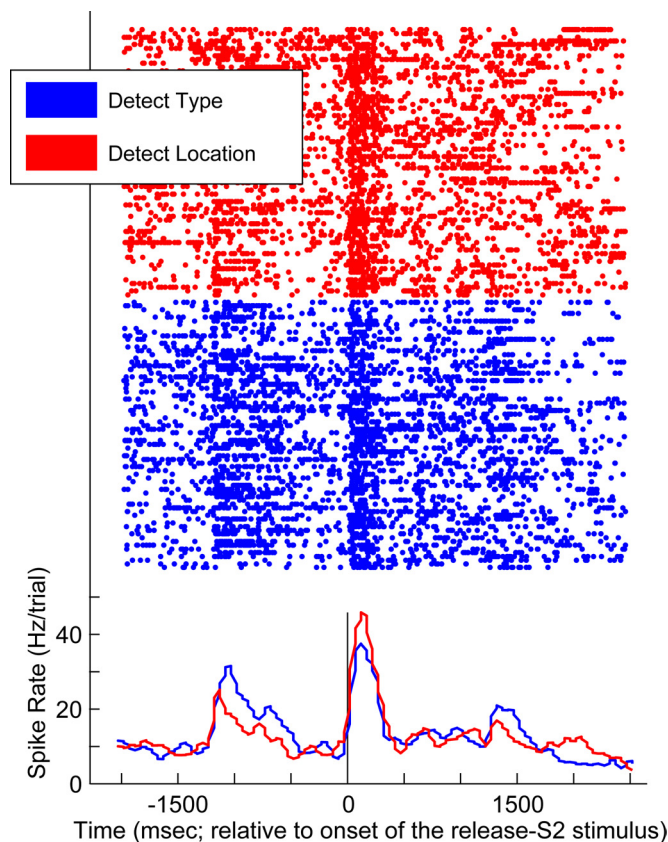 Detect Type
Detect Location
Spike Rate (Hz/trial)
40
20
0
-1500 0 1500
Time (msec; relative to onset of the release-S2 stimulus)